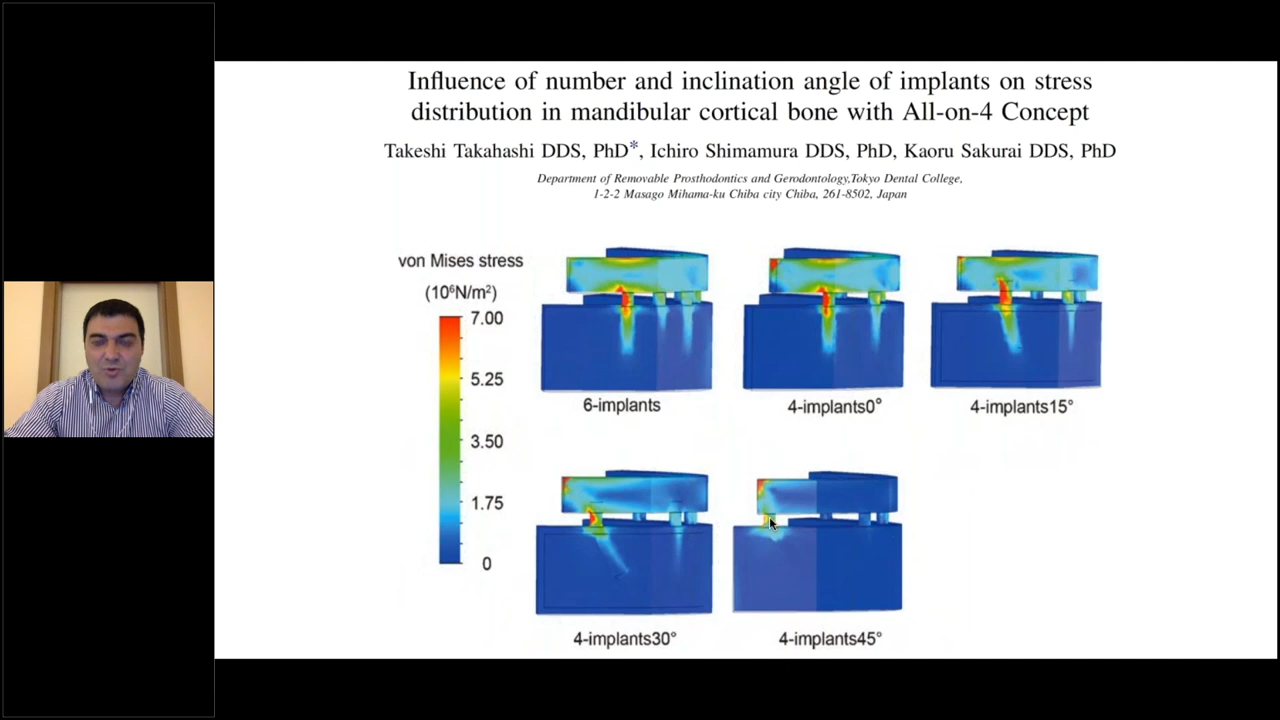 Influence of number and inclination angle of implants on stress
distribution in mandibular cortical bone with All-on-4 Concept
Takeshi Takahashi DDS, PhD*, Ichiro Shimamura DDS, PhD, Kaoru Sakurai DDS, PhD
Department of Removable Prosthodontics and Gerodontology,Tokyo Dental College,
1-2-2 Masago Mihama-ku Chiba city Chiba, 261-8502, Japan
von Mises stress
(10⁶N/m²)
7.00
5.25
3.50
1.75
0
6-implants
4-implants0°
4-implants15°
4-implants30°
4-implants45°